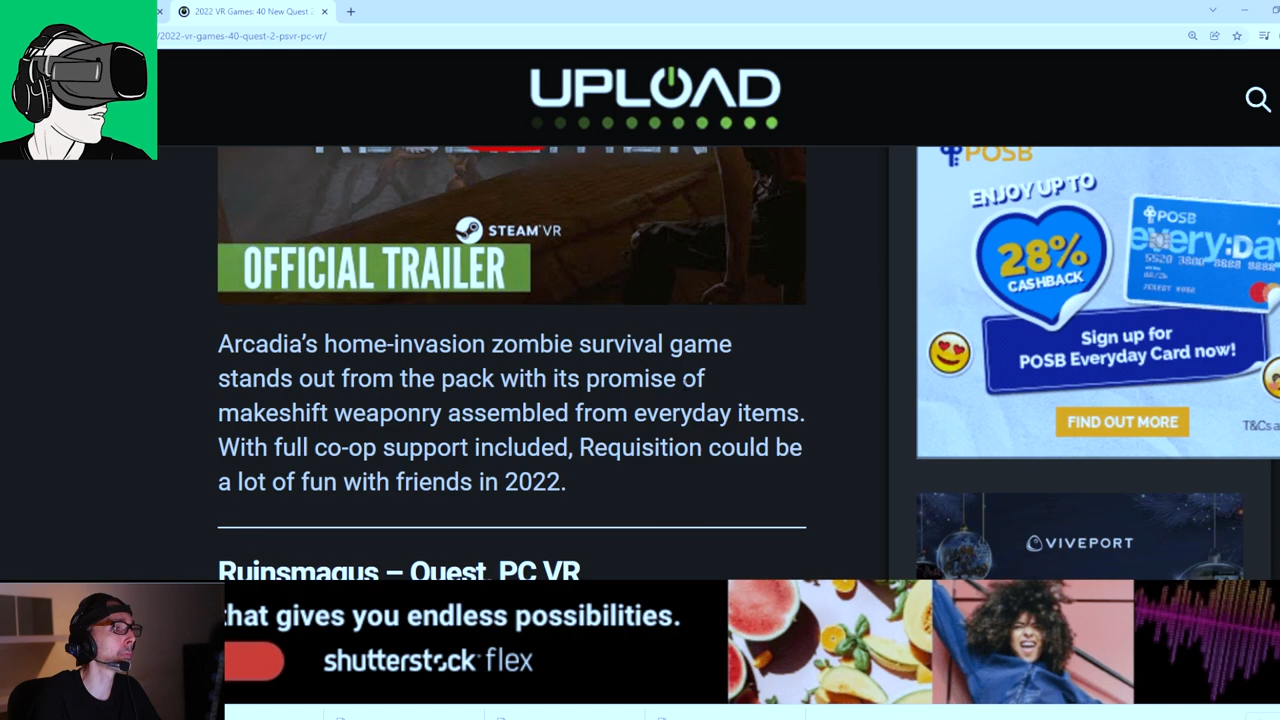 2022 VR Games: 40 New Quest 2
/2022-vr-games-40-quest-2-psvr-pc-vr/
UPLOAD
STEAM VR
OFFICIAL TRAILER
Arcadia's home-invasion zombie survival game
stands out from the pack with its promise of
makeshift weaponry assembled from everyday items.
With full co-op support included, Requisition could be
a lot of fun with friends in 2022.
Ruinsmagus – Quest, PC VR
POSB
ENJOY UP TO
28%
CASHBACK
POSB
every:Day
Sign up for
POSB Everyday Card now!
FIND OUT MORE
T&Cs a
VIVEPORT
that gives you endless possibilities.
shutterstock flex